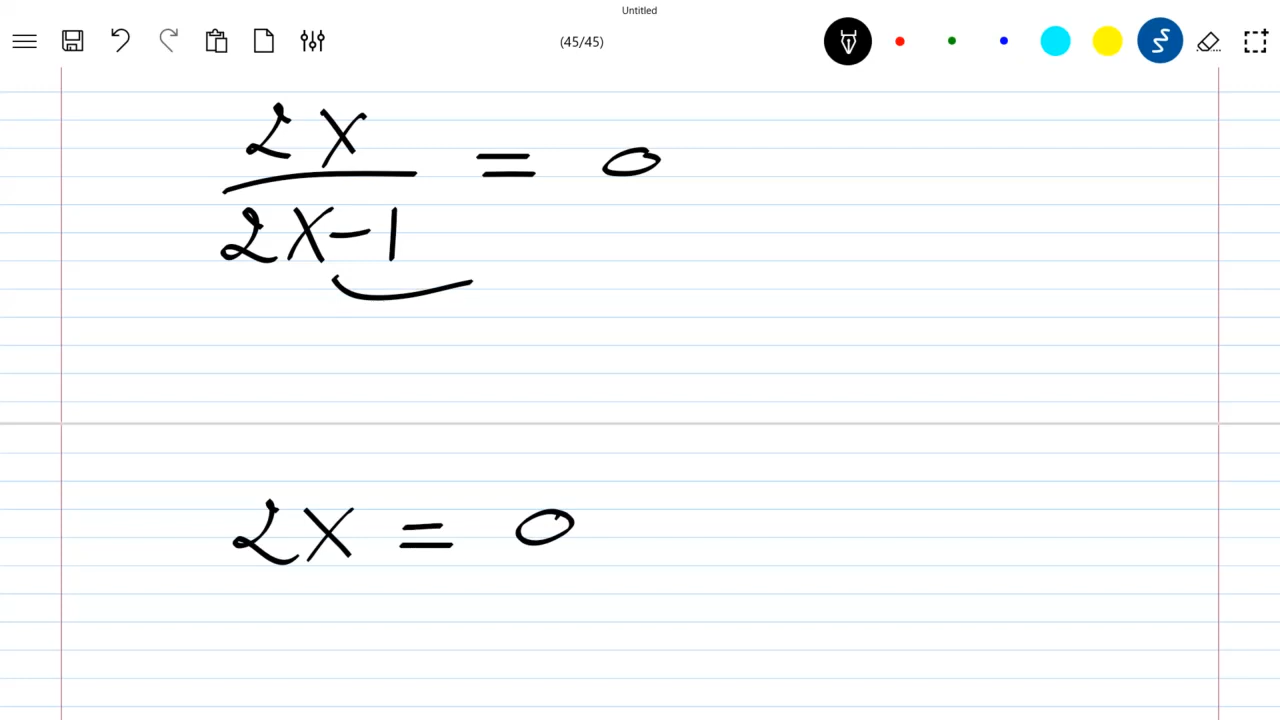 Untitled
(45/45)
2x
2x-1
= 0
2x = 0